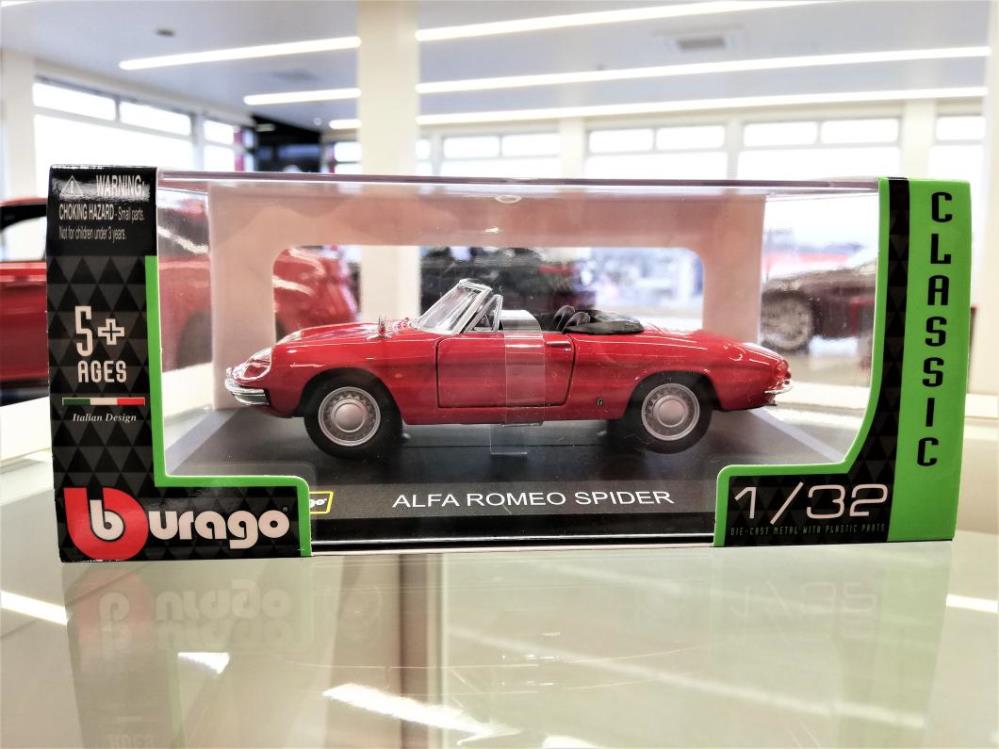 WARNING:
CHOKING HAZARD - Small parts.
Not for children under 3 years.
5+
AGES
Italian Design
burago
ALFA ROMEO SPIDER
1/32
DIE-CAST METAL WITH PLASTIC PARTS
CLASSIC